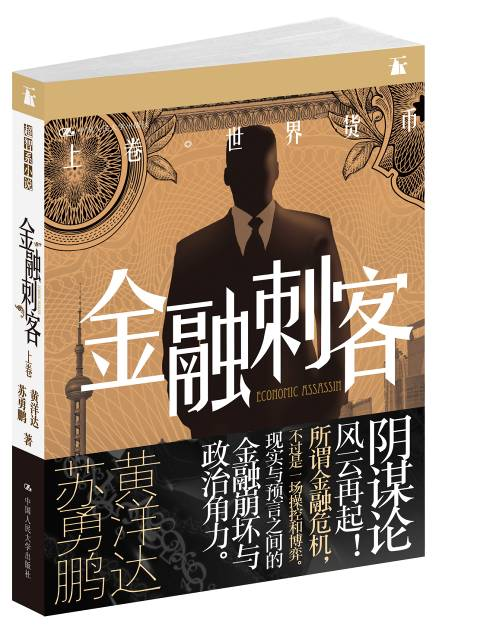 上卷。世界货币
金融刺客
ECONOMIC ASSASSIN
阴谋论
风云再起！
所谓金融危机，
不过是一场操控和博弈。
现实与预言之间的
金融崩坏与
政治角力。
黄洋达
苏勇鹏
超智系小说
金融刺客
上卷
黄洋达
苏勇鹏
著
中国人民大学出版社